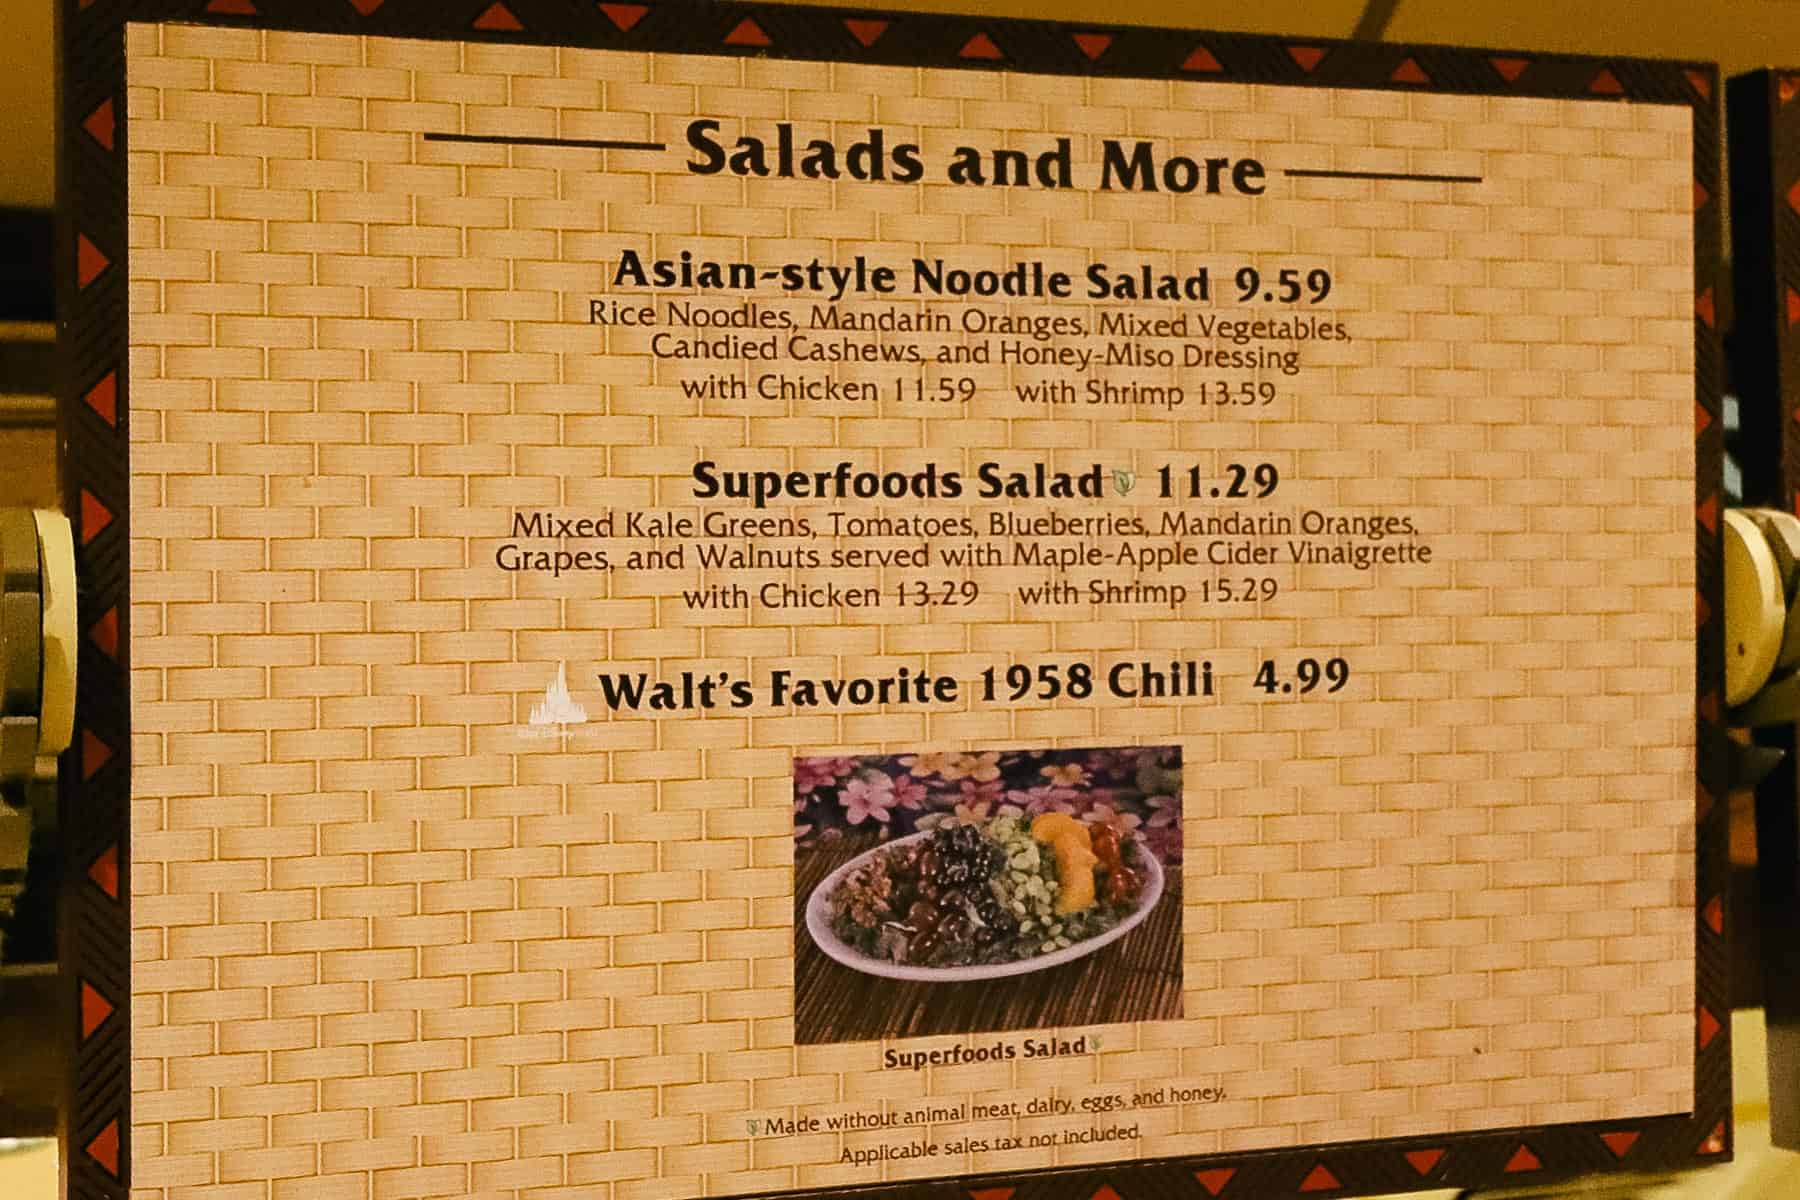 Salads and More
Asian-style Noodle Salad 9.59
Rice Noodles, Mandarin Oranges, Mixed Vegetables,
Candied Cashews, and Honey-Miso Dressing
with Chicken 11.59 with Shrimp 13.59
Superfoods Salad 11.29
Mixed Kale Greens, Tomatoes, Blueberries, Mandarin Oranges,
Grapes, and Walnuts served with Maple-Apple Cider Vinaigrette
with Chicken 13.29 with Shrimp 15.29
Walt's Favorite 1958 Chili 4.99
Superfoods Salad
Made without animal meat, dairy, eggs, and honey.
Applicable sales tax not included.